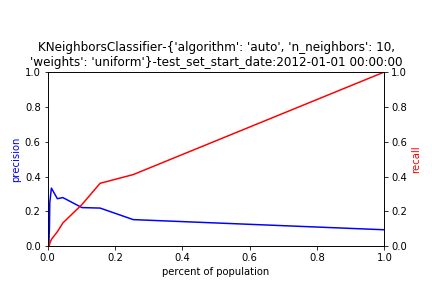 KNeighborsClassifier-{'algorithm': 'auto', 'n_neighbors': 10,
'weights': 'uniform'}-test_set_start_date:2012-01-01 00:00:00
1.0
0.8
0.6
0.4
0.2
0.0
precision
1.0
0.8
0.6
0.4
0.2
0.0
recall
0.0 0.2 0.4 0.6 0.8 1.0
percent of population